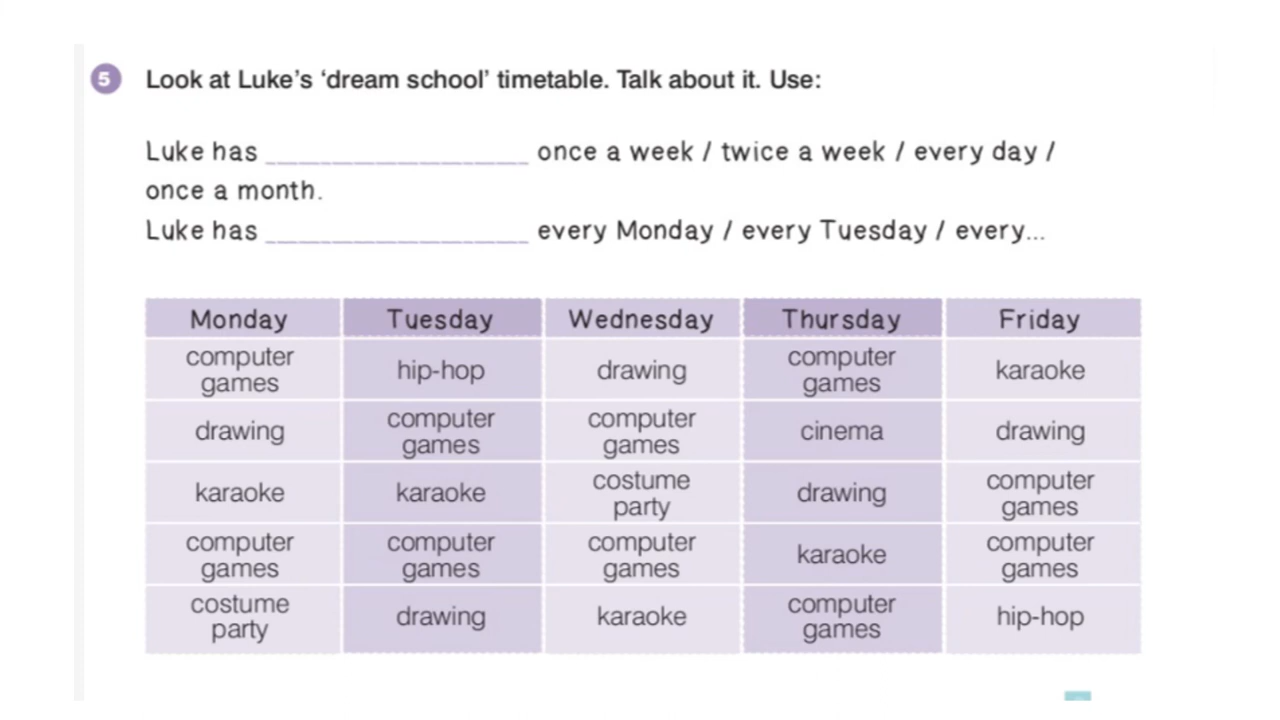 5 Look at Luke's 'dream school' timetable. Talk about it. Use:
Luke has ____________________ once a week / twice a week / every day /
once a month.
Luke has ____________________ every Monday / every Tuesday / every...
Monday Tuesday Wednesday Thursday Friday
computer games hip-hop drawing computer games karaoke
drawing computer games computer games cinema drawing
karaoke karaoke costume party drawing computer games
computer games computer games computer games karaoke computer games
costume party drawing karaoke computer games hip-hop